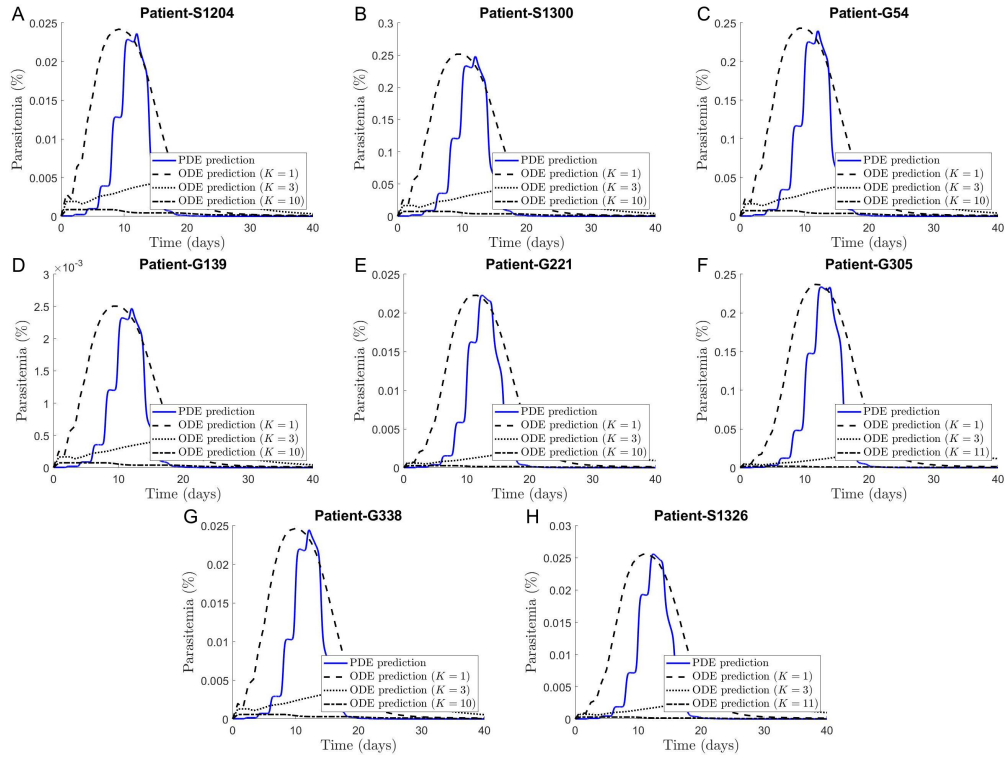 A
Patient-S1204
Parasitemia (%)
0.025
0.02
0.015
0.01
0.005
0
PDE prediction
ODE prediction (K = 1)
ODE prediction (K = 3)
ODE prediction (K = 10)
0 10 20 30 40
Time (days)
B
Patient-S1300
Parasitemia (%)
0.3
0.25
0.2
0.15
0.1
0.05
0
PDE prediction
ODE prediction (K = 1)
ODE prediction (K = 3)
ODE prediction (K = 10)
0 10 20 30 40
Time (days)
C
Patient-G54
Parasitemia (%)
0.25
0.2
0.15
0.1
0.05
0
PDE prediction
ODE prediction (K = 1)
ODE prediction (K = 3)
ODE prediction (K = 10)
0 10 20 30 40
Time (days)
D
Patient-G139
×10⁻³
Parasitemia (%)
3
2.5
2
1.5
1
0.5
0
PDE prediction
ODE prediction (K = 1)
ODE prediction (K = 3)
ODE prediction (K = 10)
0 10 20 30 40
Time (days)
E
Patient-G221
Parasitemia (%)
0.025
0.02
0.015
0.01
0.005
0
PDE prediction
ODE prediction (K = 1)
ODE prediction (K = 3)
ODE prediction (K = 10)
0 10 20 30 40
Time (days)
F
Patient-G305
Parasitemia (%)
0.25
0.2
0.15
0.1
0.05
0
PDE prediction
ODE prediction (K = 1)
ODE prediction (K = 3)
ODE prediction (K = 11)
0 10 20 30 40
Time (days)
G
Patient-G338
Parasitemia (%)
0.025
0.02
0.015
0.01
0.005
0
PDE prediction
ODE prediction (K = 1)
ODE prediction (K = 3)
ODE prediction (K = 10)
0 10 20 30 40
Time (days)
H
Patient-S1326
Parasitemia (%)
0.03
0.025
0.02
0.015
0.01
0.005
0
PDE prediction
ODE prediction (K = 1)
ODE prediction (K = 3)
ODE prediction (K = 11)
0 10 20 30 40
Time (days)